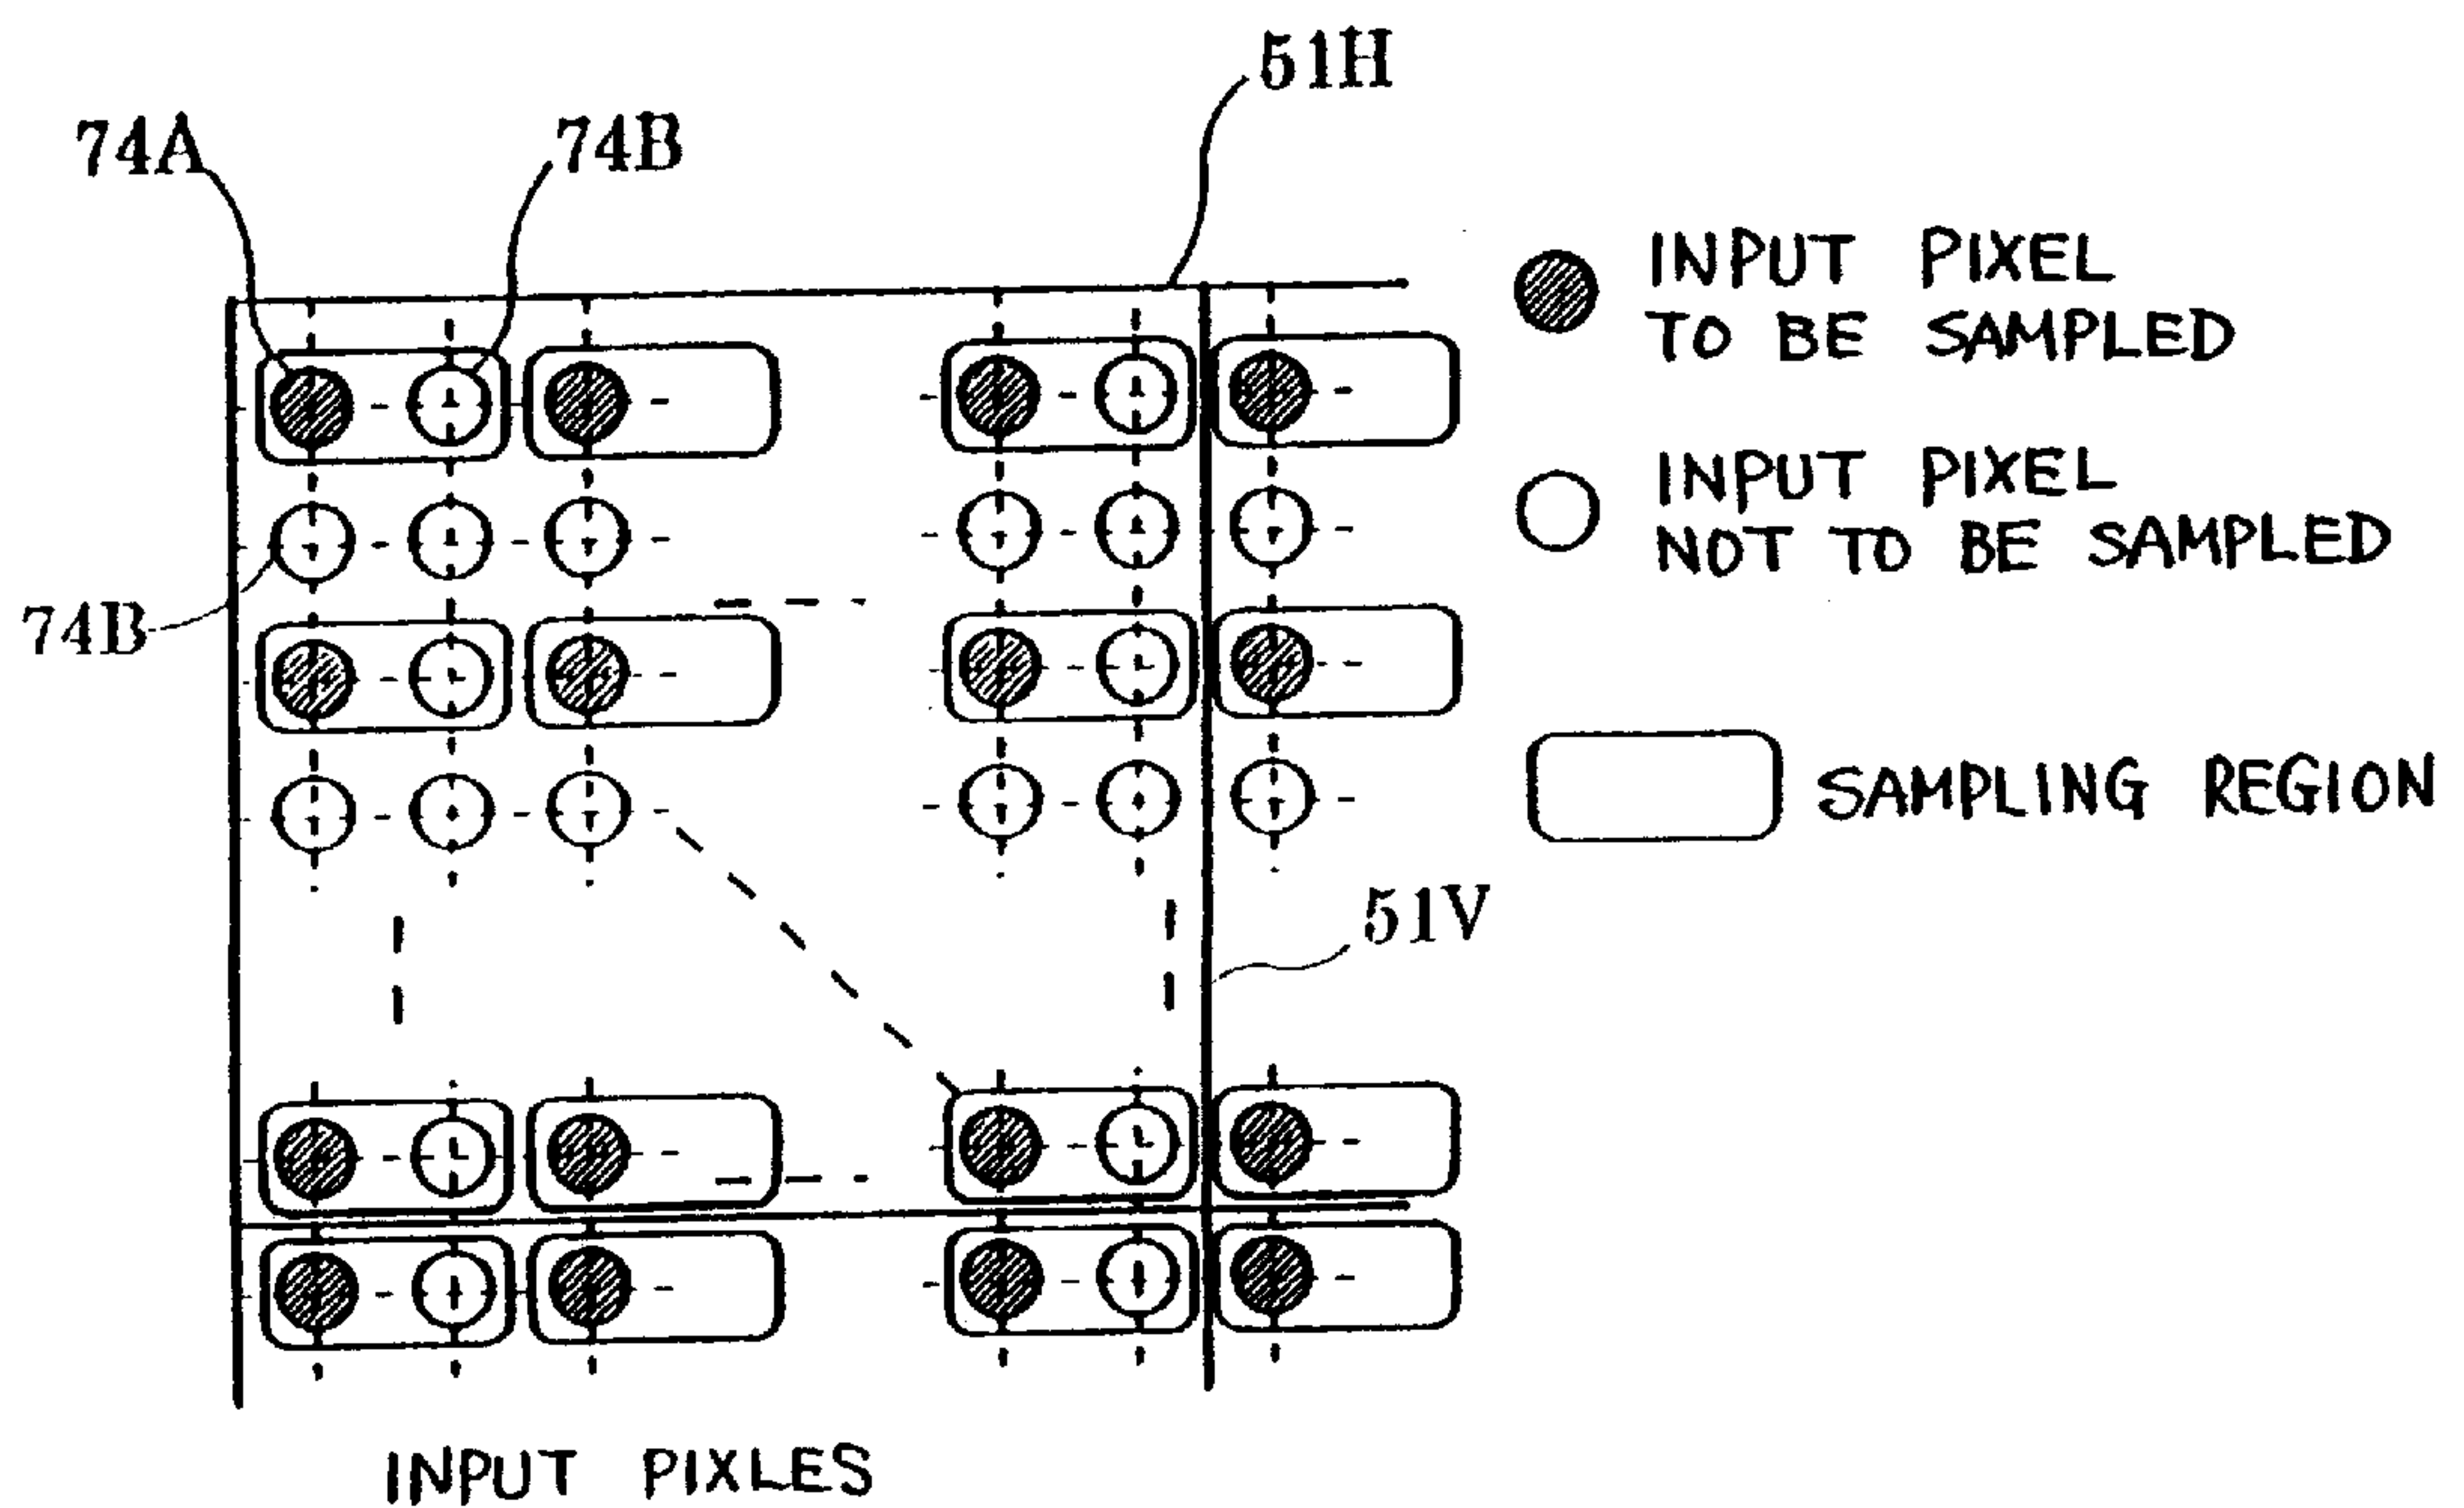 51H
74A
74B
INPUT PIXEL
TO BE SAMPLED
INPUT PIXEL
NOT TO BE SAMPLED
74B
SAMPLING REGION
51V
INPUT PIXLES